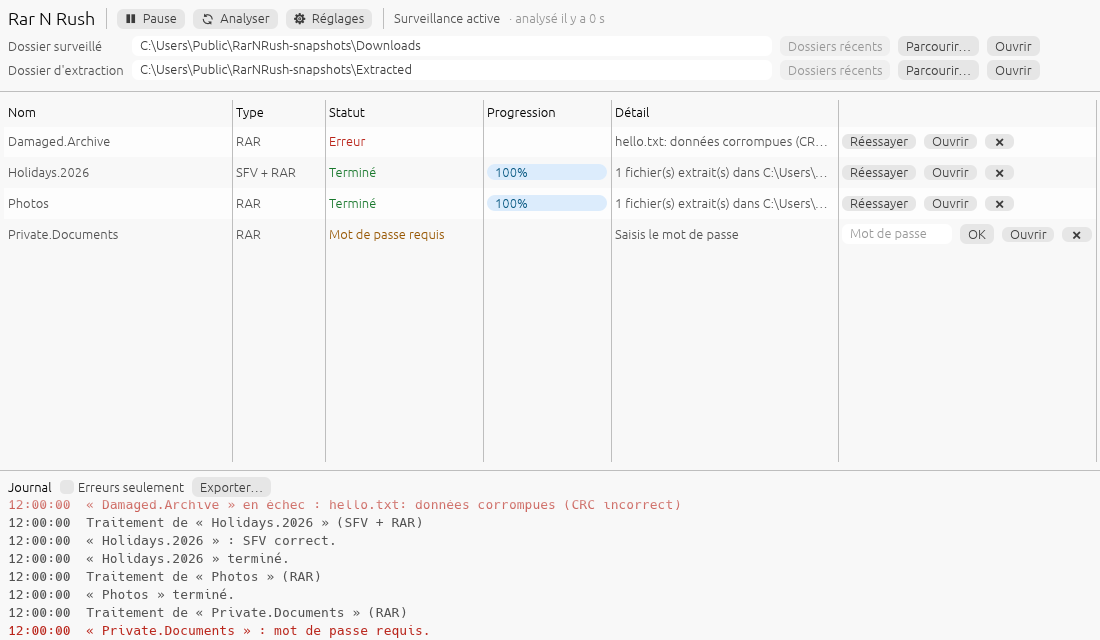 Rar N Rush Pause Analyser Réglages Surveillance active · analysé il y a 0 s
Dossier surveillé C:\Users\Public\RarNRush-snapshots\Downloads Dossiers récents Parcourir... Ouvrir
Dossier d'extraction C:\Users\Public\RarNRush-snapshots\Extracted Dossiers récents Parcourir... Ouvrir
Nom Type Statut Progression Détail
Damaged.Archive RAR Erreur hello.txt: données corrompues (CR... Réessayer Ouvrir ×
Holidays.2026 SFV + RAR Terminé 100% 1 fichier(s) extrait(s) dans C:\Users\... Réessayer Ouvrir ×
Photos RAR Terminé 100% 1 fichier(s) extrait(s) dans C:\Users\... Réessayer Ouvrir ×
Private.Documents RAR Mot de passe requis Saisis le mot de passe Mot de passe OK Ouvrir ×
Journal Erreurs seulement Exporter...
12:00:00 « Damaged.Archive » en échec : hello.txt: données corrompues (CRC incorrect)
12:00:00 Traitement de « Holidays.2026 » (SFV + RAR)
12:00:00 « Holidays.2026 » : SFV correct.
12:00:00 « Holidays.2026 » terminé.
12:00:00 Traitement de « Photos » (RAR)
12:00:00 « Photos » terminé.
12:00:00 Traitement de « Private.Documents » (RAR)
12:00:00 « Private.Documents » : mot de passe requis.